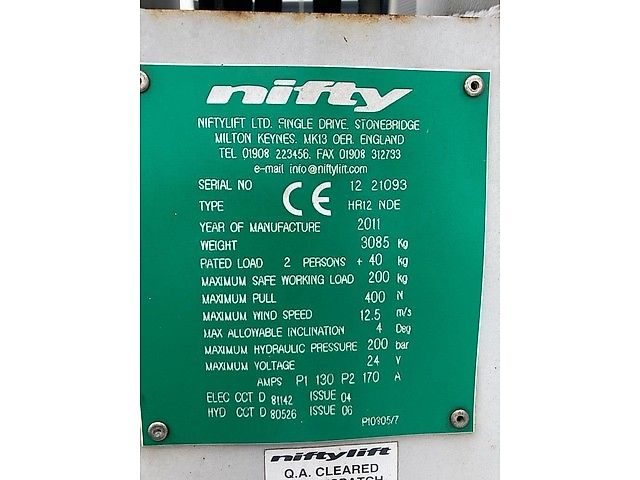 nifty
NIFTYLIFT LTD. FINGLE DRIVE, STONEBRIDGE
MILTON KEYNES. MK13 OER. ENGLAND
TEL 01908 223456. FAX 01908 312733
e-mail info@niftylift.com
SERIAL NO CE 12 21093
TYPE HR12 NDE
YEAR OF MANUFACTURE 2011
WEIGHT 3085 Kg
RATED LOAD 2 PERSONS + 40 kg
MAXIMUM SAFE WORKING LOAD 200 kg
MAXIMUM PULL 400 N
MAXIMUM WIND SPEED 12.5 m/s
MAX ALLOWABLE INCLINATION 4 Deg
MAXIMUM HYDRAULIC PRESSURE 200 bar
MAXIMUM VOLTAGE 24 V
AMPS P1 130 P2 170 A
ELEC CCT D 81142 ISSUE 04
HYD CCT D 80526 ISSUE 06
P10805/7
niftylift
Q.A. CLEARED